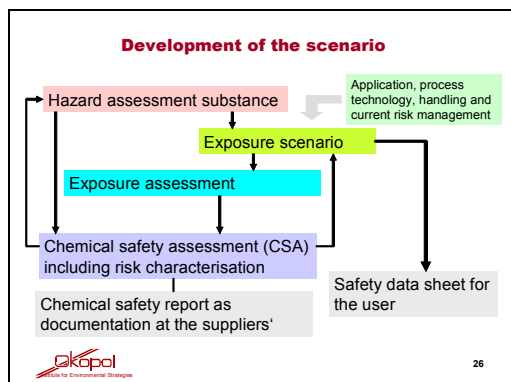 Development of the scenario
Application, process
technology, handling and
current risk management
Hazard assessment substance
Exposure scenario
Exposure assessment
Chemical safety assessment (CSA)
including risk characterisation
Safety data sheet for
the user
Chemical safety report as
documentation at the suppliers‘
Ökopol
Institute for Environmental Strategies
26